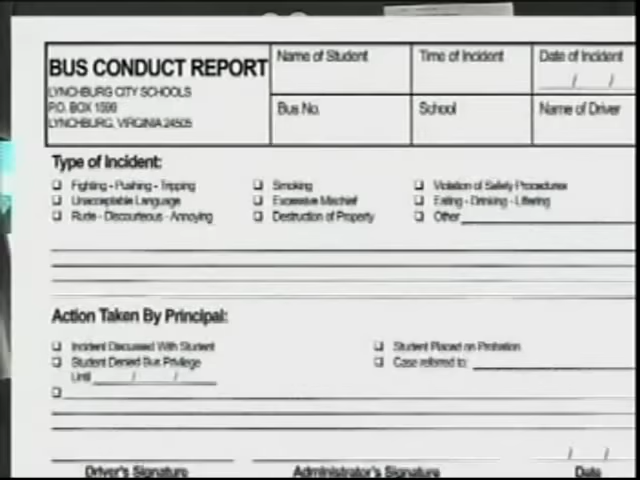 BUS CONDUCT REPORT
LYNCHBURG CITY SCHOOLS
P.O. BOX 1599
LYNCHBURG, VIRGINIA 24505
Name of Student
Time of Incident
Date of Incident
/ /
Bus No.
School
Name of Driver
Type of Incident:
❑ Fighting - Pushing - Tripping
❑ Smoking
❑ Violation of Safety Procedures
❑ Unacceptable Language
❑ Excessive Mischief
❑ Eating - Drinking - Littering
❑ Rude - Discourteous - Annoying
❑ Destruction of Property
❑ Other
Action Taken By Principal:
❑ Incident Discussed With Student
❑ Student Placed on Probation
❑ Student Denied Bus Privilege
❑ Case referred to:
Until / /
❑
/ /
Driver's Signature
Administrator's Signature
Date